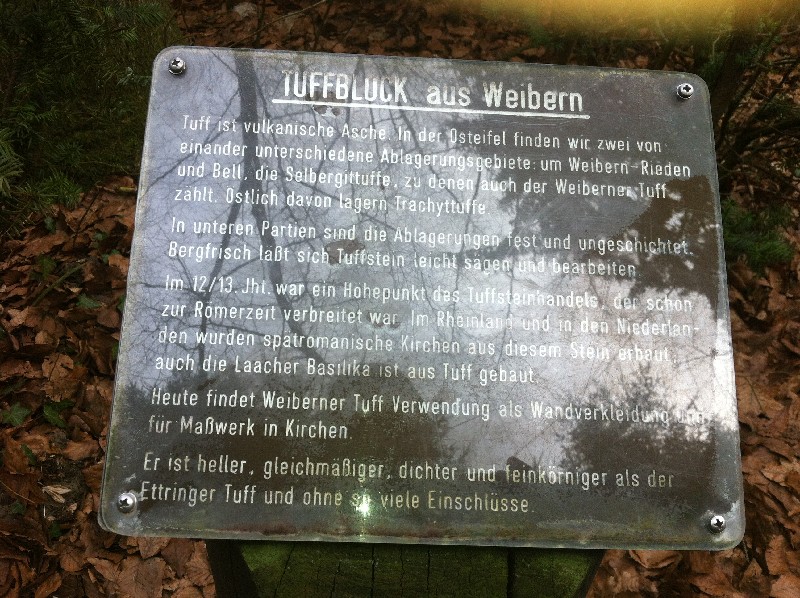 TUFFBLOCK aus Weibern
Tuff ist vulkanische Asche. In der Osteifel finden wir zwei von
einander unterschiedene Ablagerungsgebiete: um Weibern-Rieden
und Bell, die Selbergittuffe, zu denen auch der Weiberner Tuff
zählt. Östlich davon lagern Trachyttuffe.
In unteren Partien sind die Ablagerungen fest und ungeschichtet.
Bergfrisch läßt sich Tuffstein leicht sägen und bearbeiten.
Im 12/13. Jht. war ein Höhepunkt des Tuffsteinhandels, der schon
zur Römerzeit verbreitet war. Im Rheinland und in den Niederlan-
den wurden spätromanische Kirchen aus diesem Stein erbaut,
auch die Laacher Basilika ist aus Tuff gebaut.
Heute findet Weiberner Tuff Verwendung als Wandverkleidung und
für Maßwerk in Kirchen.
Er ist heller, gleichmäßiger, dichter und feinkörniger als der
Ettringer Tuff und ohne so viele Einschlüsse.